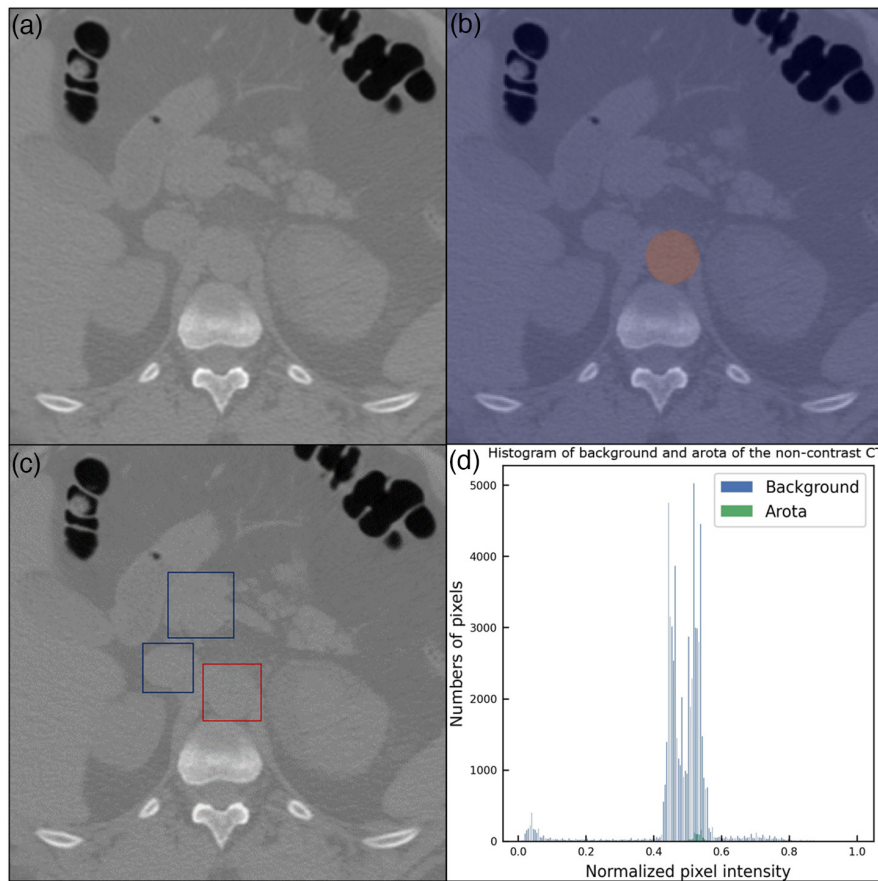 (a)
(b)
(c)
(d)
Histogram of background and arota of the non-contrast CT
Background
Arota
Numbers of pixels
5000
4000
3000
2000
1000
0
0.0 0.2 0.4 0.6 0.8 1.0
Normalized pixel intensity